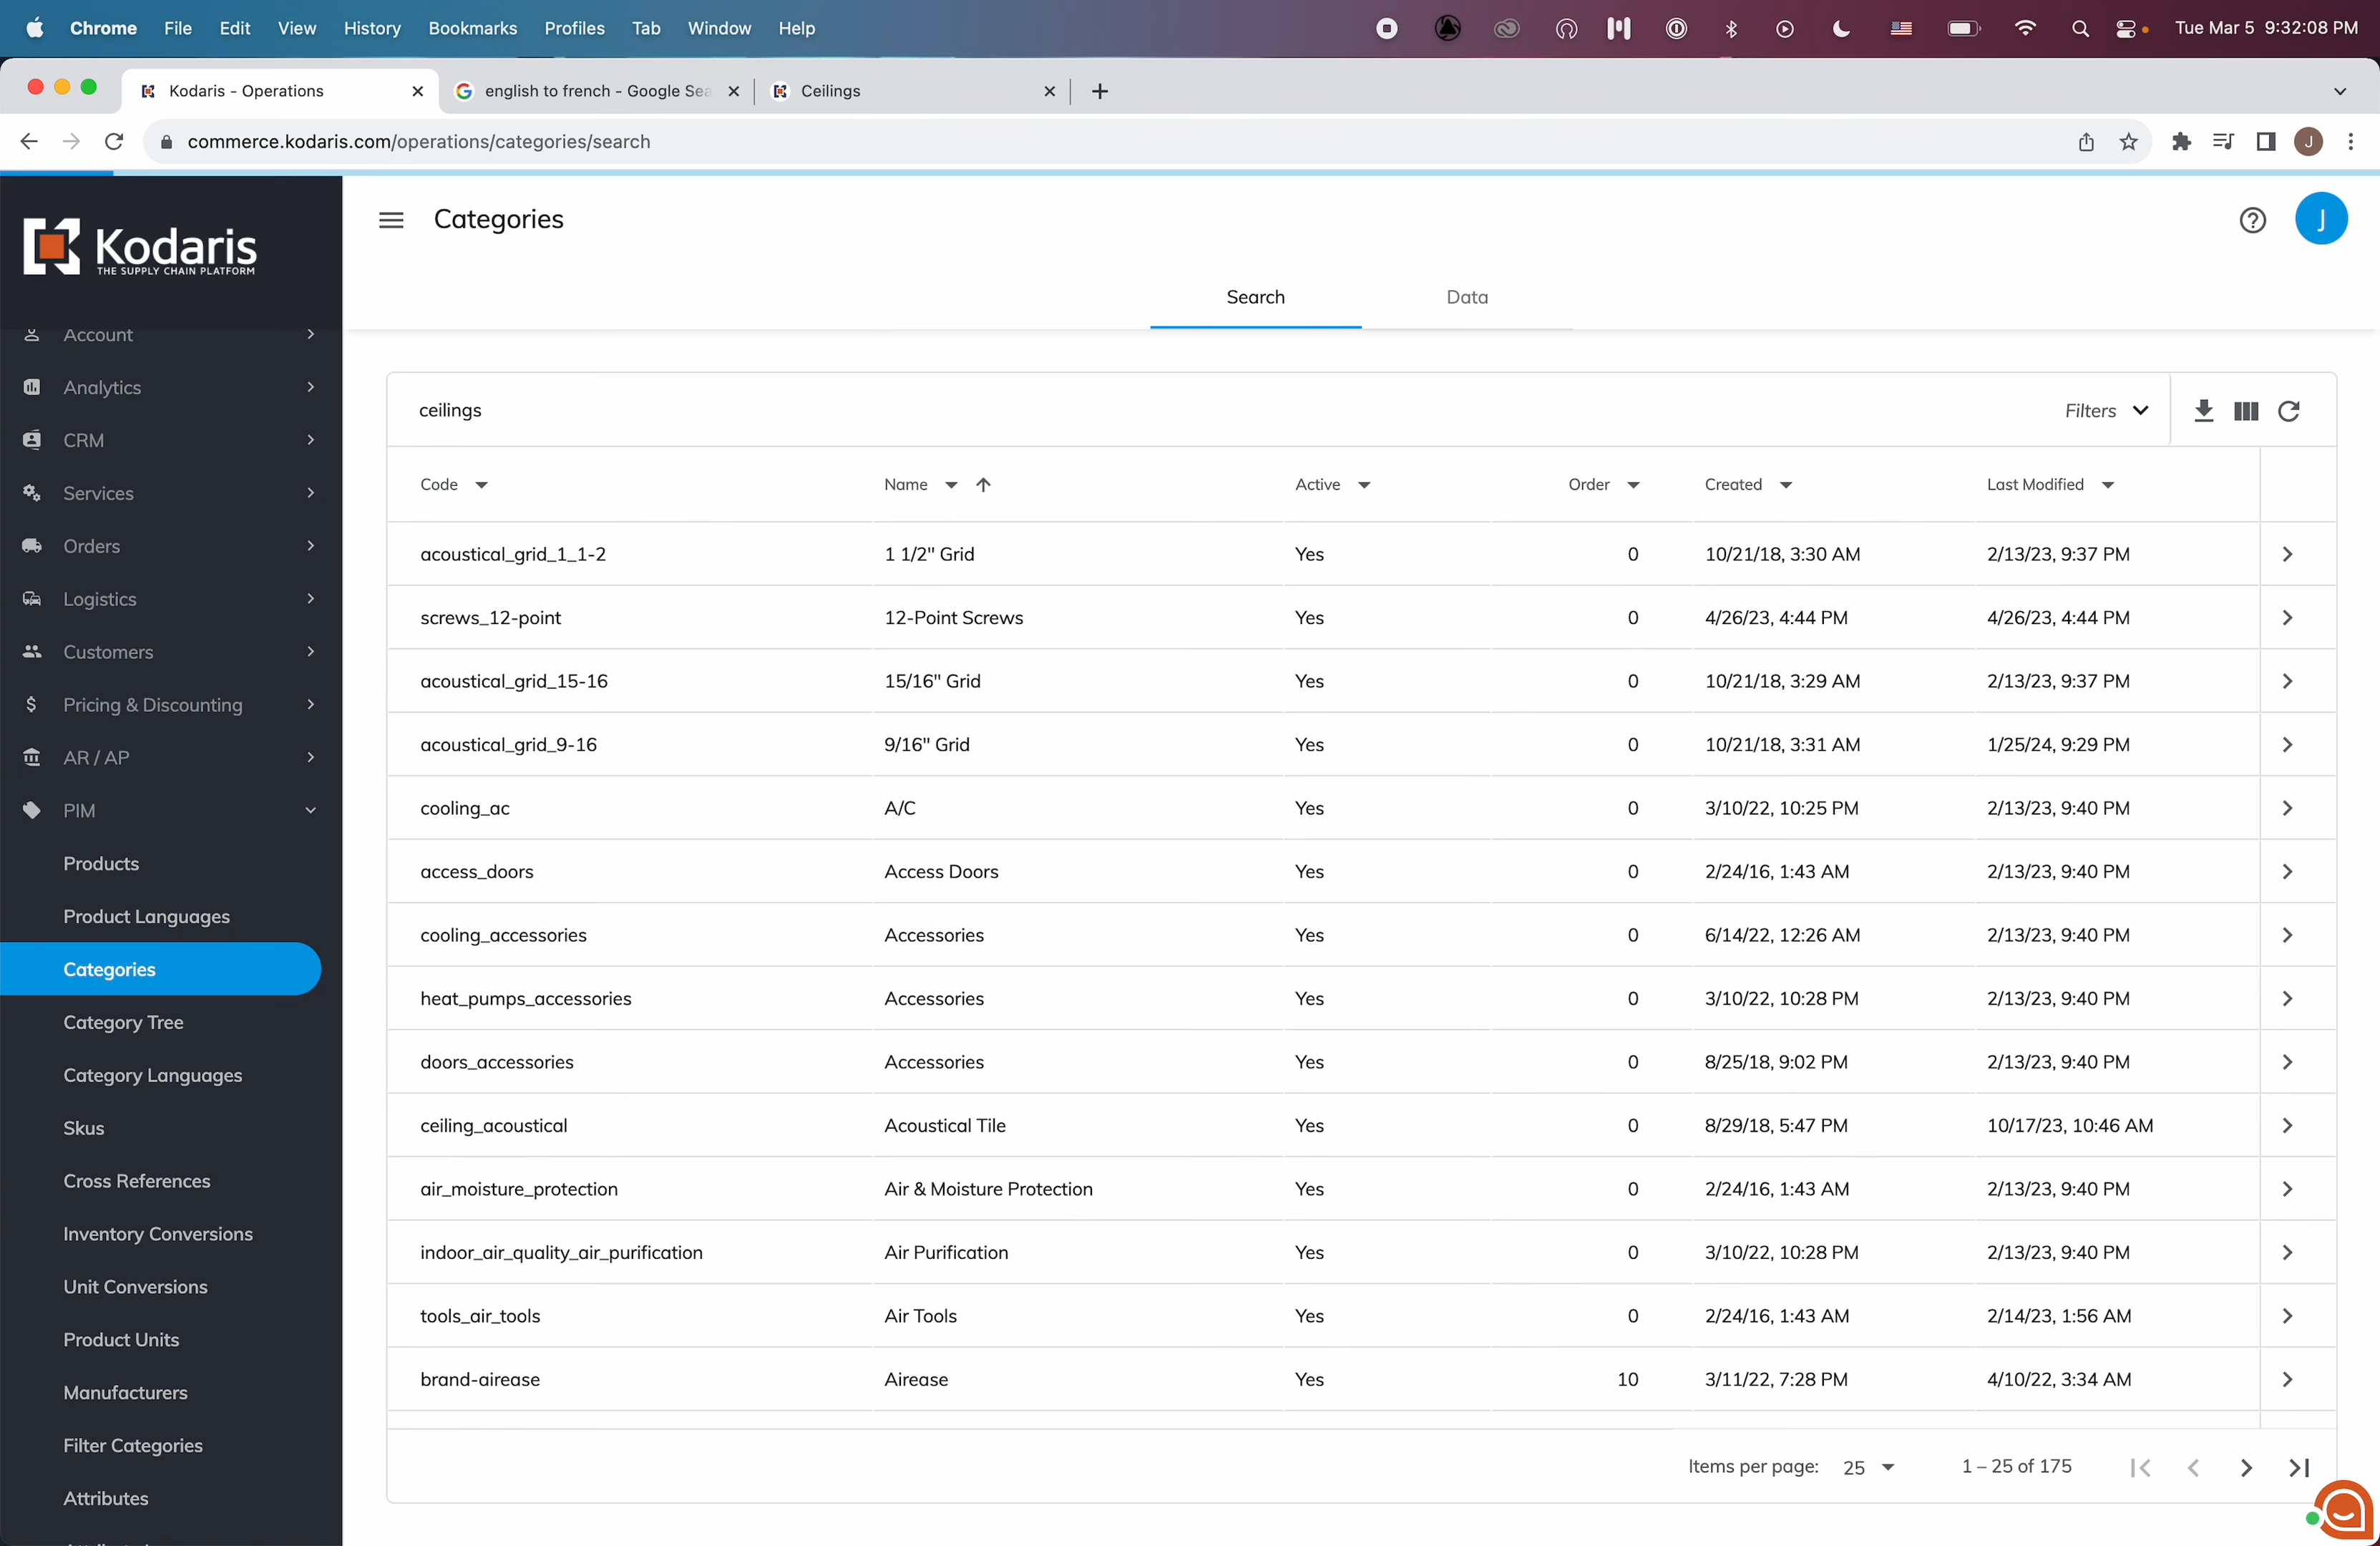 Chrome File Edit View History Bookmarks Profiles Tab Window Help Tue Mar 5 9:32:08 PM
Kodaris - Operations english to french - Google Sea Ceilings
commerce.kodaris.com/operations/categories/search J
Kodaris
THE SUPPLY CHAIN PLATFORM
Categories J
Search Data
Account
Analytics
CRM
Services
Orders
Logistics
Customers
Pricing & Discounting
AR / AP
PIM
Products
Product Languages
Categories
Category Tree
Category Languages
Skus
Cross References
Inventory Conversions
Unit Conversions
Product Units
Manufacturers
Filter Categories
Attributes
ceilings Filters
Code Name Active Order Created Last Modified
acoustical_grid_1_1-2 1 1/2" Grid Yes 0 10/21/18, 3:30 AM 2/13/23, 9:37 PM
screws_12-point 12-Point Screws Yes 0 4/26/23, 4:44 PM 4/26/23, 4:44 PM
acoustical_grid_15-16 15/16" Grid Yes 0 10/21/18, 3:29 AM 2/13/23, 9:37 PM
acoustical_grid_9-16 9/16" Grid Yes 0 10/21/18, 3:31 AM 1/25/24, 9:29 PM
cooling_ac A/C Yes 0 3/10/22, 10:25 PM 2/13/23, 9:40 PM
access_doors Access Doors Yes 0 2/24/16, 1:43 AM 2/13/23, 9:40 PM
cooling_accessories Accessories Yes 0 6/14/22, 12:26 AM 2/13/23, 9:40 PM
heat_pumps_accessories Accessories Yes 0 3/10/22, 10:28 PM 2/13/23, 9:40 PM
doors_accessories Accessories Yes 0 8/25/18, 9:02 PM 2/13/23, 9:40 PM
ceiling_acoustical Acoustical Tile Yes 0 8/29/18, 5:47 PM 10/17/23, 10:46 AM
air_moisture_protection Air & Moisture Protection Yes 0 2/24/16, 1:43 AM 2/13/23, 9:40 PM
indoor_air_quality_air_purification Air Purification Yes 0 3/10/22, 10:28 PM 2/13/23, 9:40 PM
tools_air_tools Air Tools Yes 0 2/24/16, 1:43 AM 2/14/23, 1:56 AM
brand-airease Airease Yes 10 3/11/22, 7:28 PM 4/10/22, 3:34 AM
Items per page: 25 1 – 25 of 175